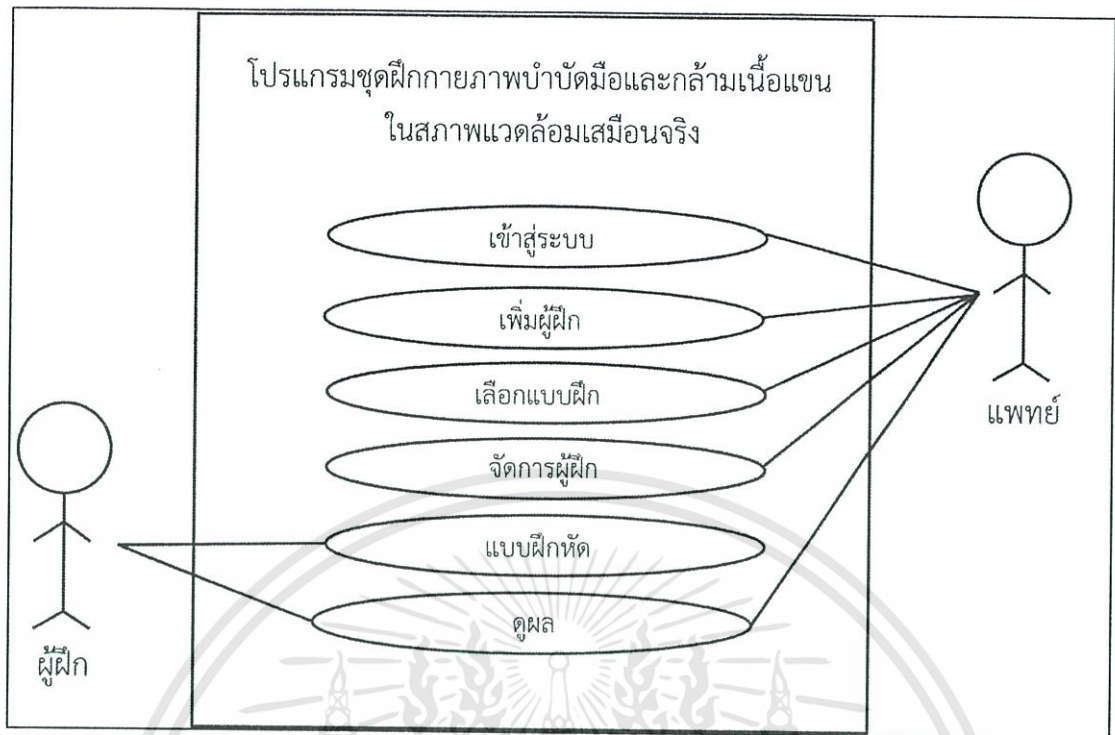 โปรแกรมชุดฝึกกายภาพบำบัดมือและกล้ามเนื้อแขน
ในสภาพแวดล้อมเสมือนจริง
เข้าสู่ระบบ
เพิ่มผู้ฝึก
เลือกแบบฝึก
จัดการผู้ฝึก
แบบฝึกหัด
ดูผล
แพทย์
ผู้ฝึก